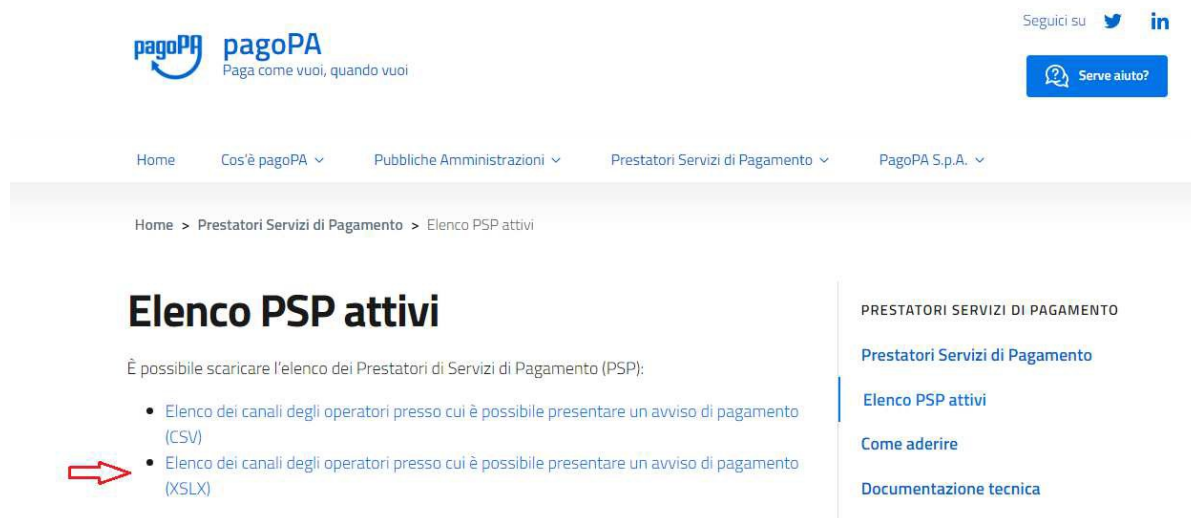 Seguici su
in
pagoPA
pagoPA
Paga come vuoi, quando vuoi
Serve aiuto?
Home Cos'è pagoPA Pubbliche Amministrazioni Prestatori Servizi di Pagamento PagoPA S.p.A.
Home > Prestatori Servizi di Pagamento > Elenco PSP attivi
Elenco PSP attivi
È possibile scaricare l'elenco dei Prestatori di Servizi di Pagamento (PSP):
• Elenco dei canali degli operatori presso cui è possibile presentare un avviso di pagamento
(CSV)
• Elenco dei canali degli operatori presso cui è possibile presentare un avviso di pagamento
(XSLX)
PRESTATORI SERVIZI DI PAGAMENTO
Prestatori Servizi di Pagamento
Elenco PSP attivi
Come aderire
Documentazione tecnica